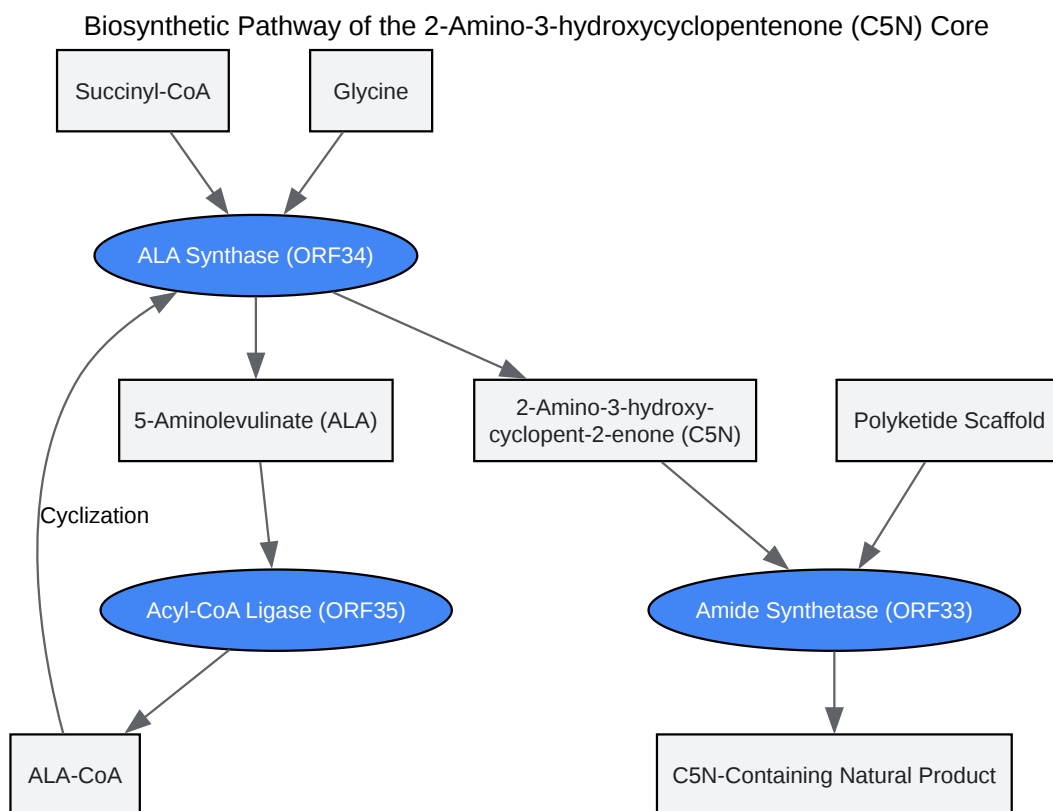 Biosynthetic Pathway of the 2-Amino-3-hydroxycyclopentenone (C5N) Core
Succinyl-CoA
Glycine
ALA Synthase (ORF34)
5-Aminolevulinate (ALA)
2-Amino-3-hydroxy-
cyclopent-2-enone (C5N)
Polyketide Scaffold
Cyclization
Acyl-CoA Ligase (ORF35)
Amide Synthetase (ORF33)
ALA-CoA
C5N-Containing Natural Product